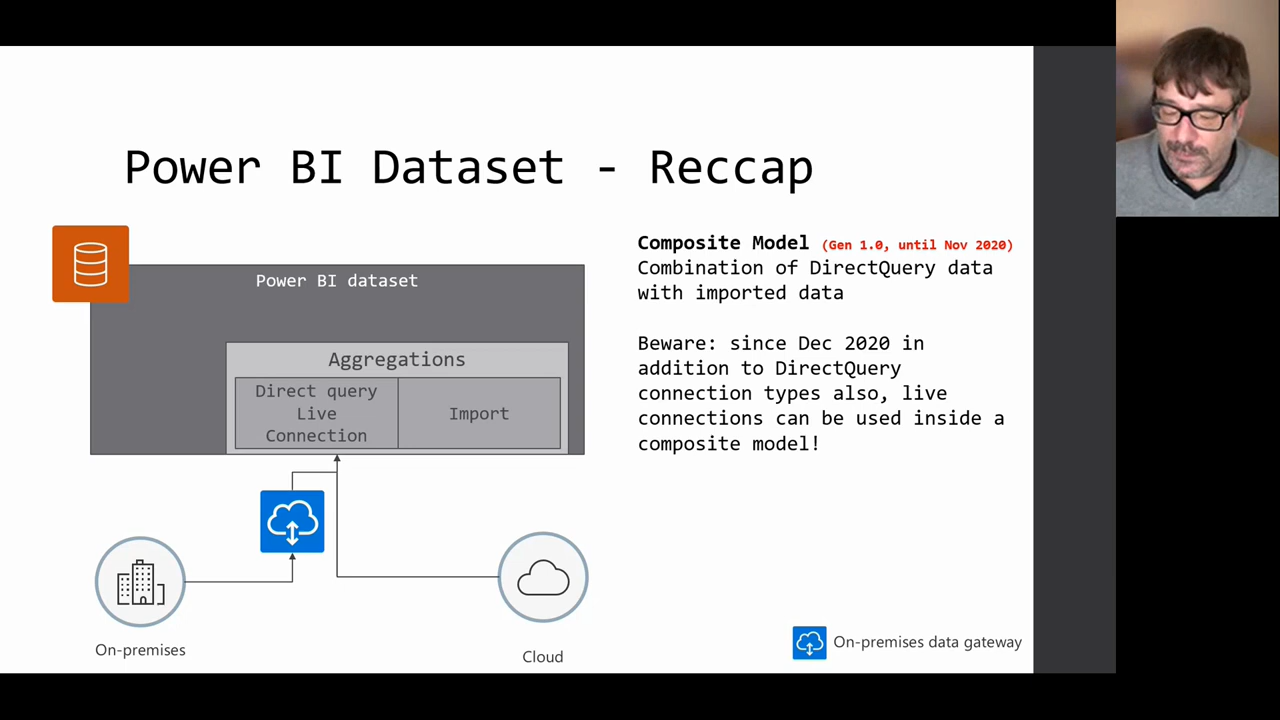 Power BI Dataset - Reccap
Power BI dataset
Aggregations
Direct query
Live
Connection
Import
On-premises
Cloud
Composite Model (Gen 1.0, until Nov 2020)
Combination of DirectQuery data
with imported data
Beware: since Dec 2020 in
addition to DirectQuery
connection types also, live
connections can be used inside a
composite model!
On-premises data gateway